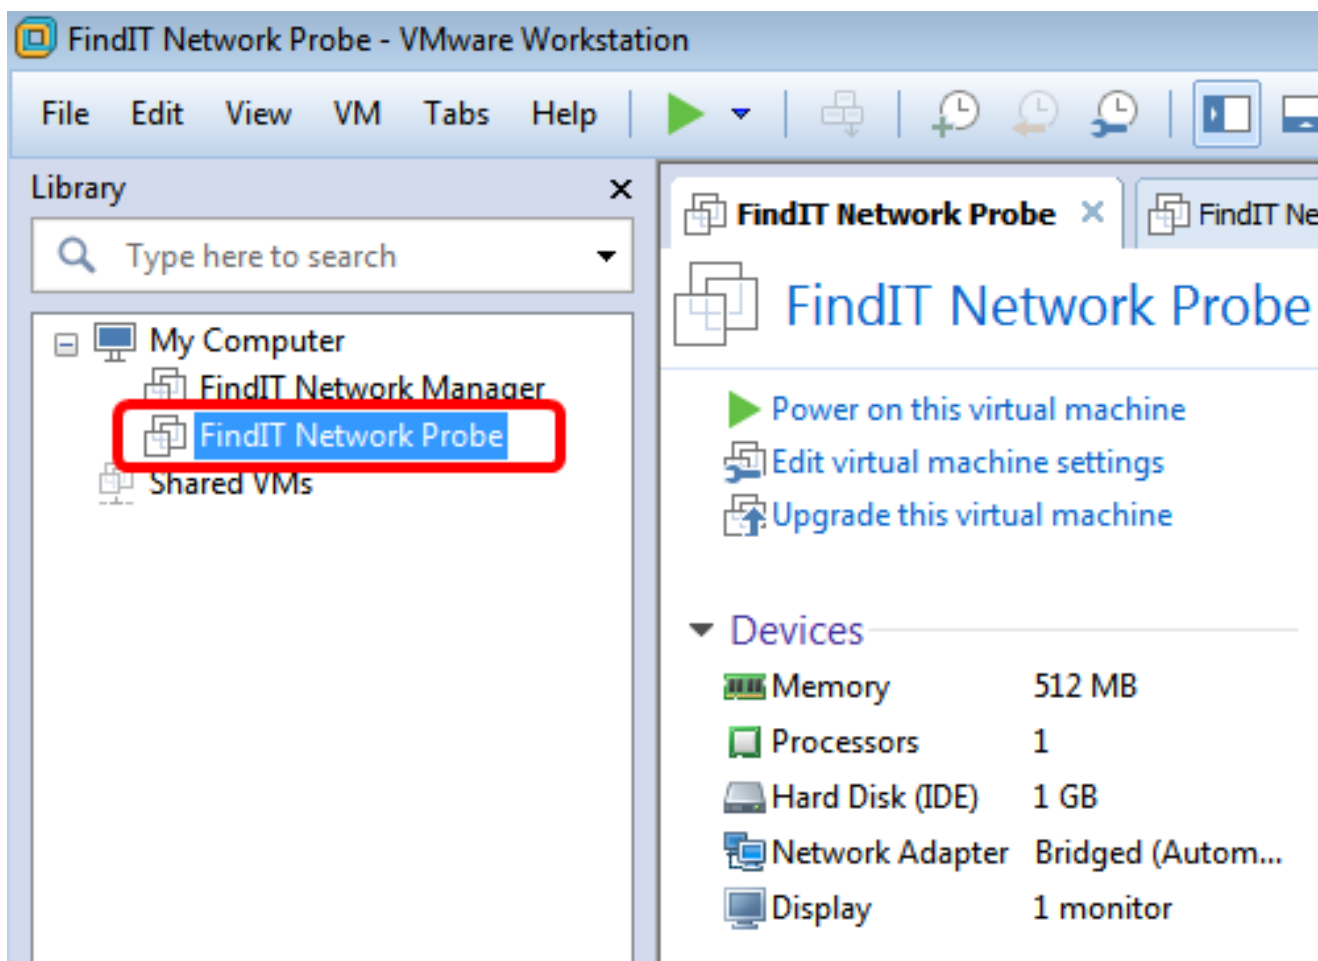 FindIT Network Probe - VMware Workstation
File Edit View VM Tabs Help
Library
Type here to search
My Computer
FindIT Network Manager
FindIT Network Probe
Shared VMs
FindIT Network Probe
FindIT Ne
FindIT Network Probe
Power on this virtual machine
Edit virtual machine settings
Upgrade this virtual machine
Devices
Memory 512 MB
Processors 1
Hard Disk (IDE) 1 GB
Network Adapter Bridged (Autom...
Display 1 monitor